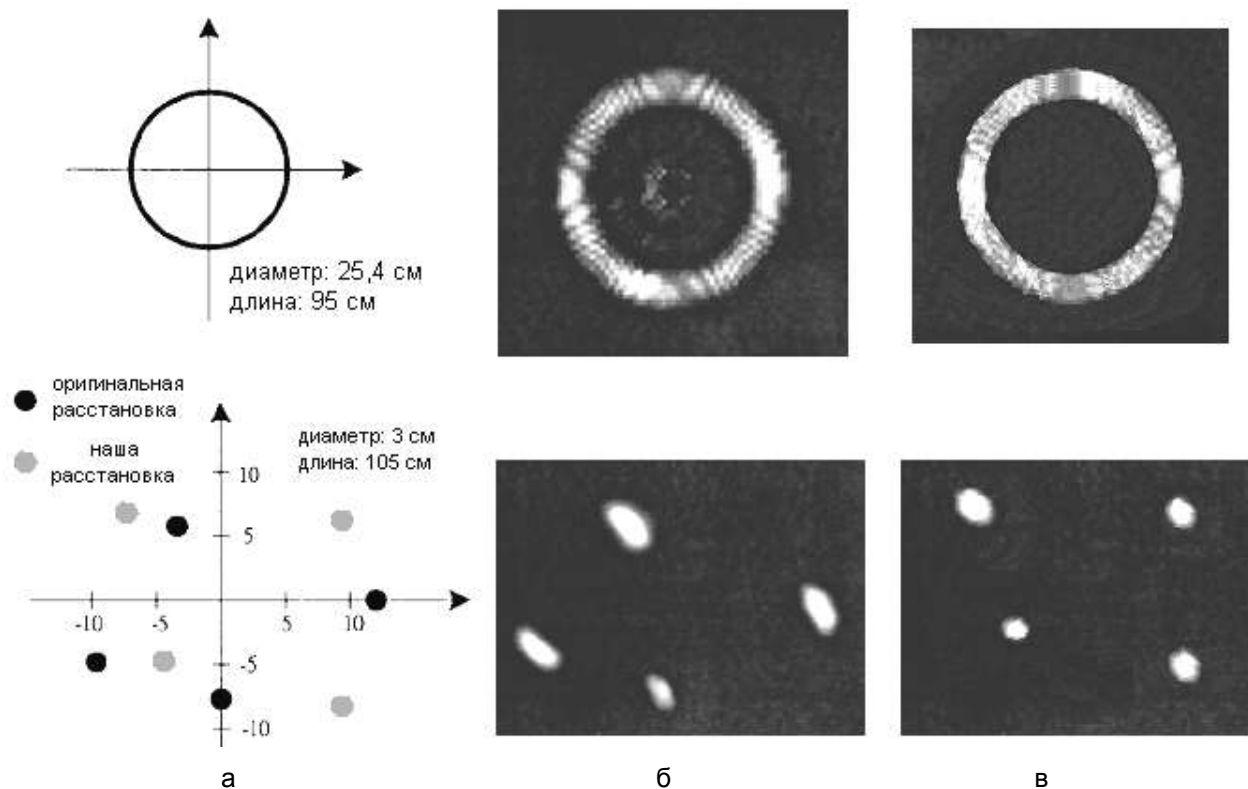 диаметр: 25,4 см
длина: 95 см
оригинальная
расстановка
наша
расстановка
диаметр: 3 см
длина: 105 см
10
5
-10 -5 5 10
-5
-10
а б в